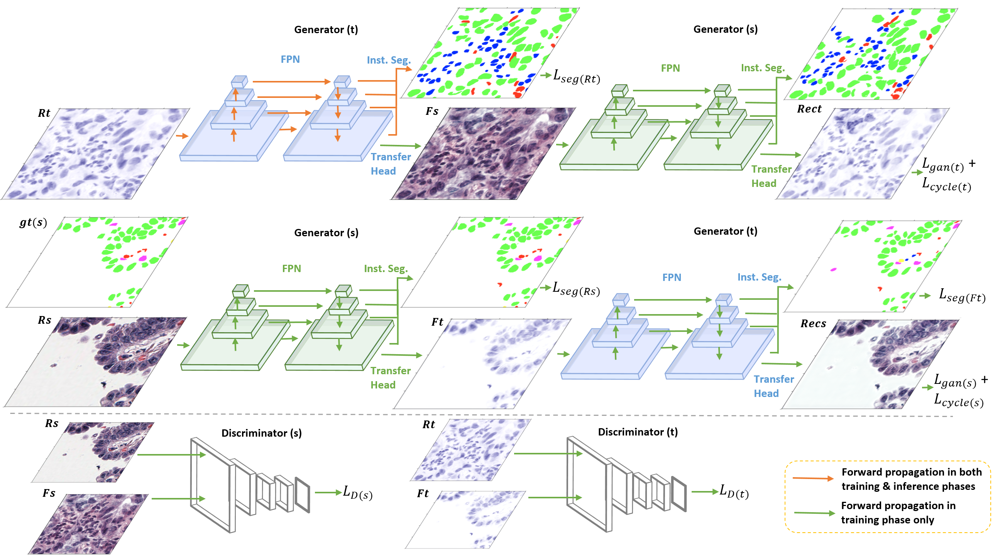 Generator (t)
FPN
Inst. Seg.
Rt
L_seg(Rt)
Fs
Transfer
Head
Generator (s)
FPN
Inst. Seg.
Rect
Transfer
Head
L_gan(t) +
L_cycle(t)
gt(s)
Rs
Generator (s)
FPN
Inst. Seg.
L_seg(Rs)
Ft
Transfer
Head
Generator (t)
FPN
Inst. Seg.
L_seg(Ft)
Recs
Transfer
Head
L_gan(s) +
L_cycle(s)
Rs
Fs
Discriminator (s)
L_D(s)
Rt
Ft
Discriminator (t)
L_D(t)
Forward propagation in both
training & inference phases
Forward propagation in
training phase only